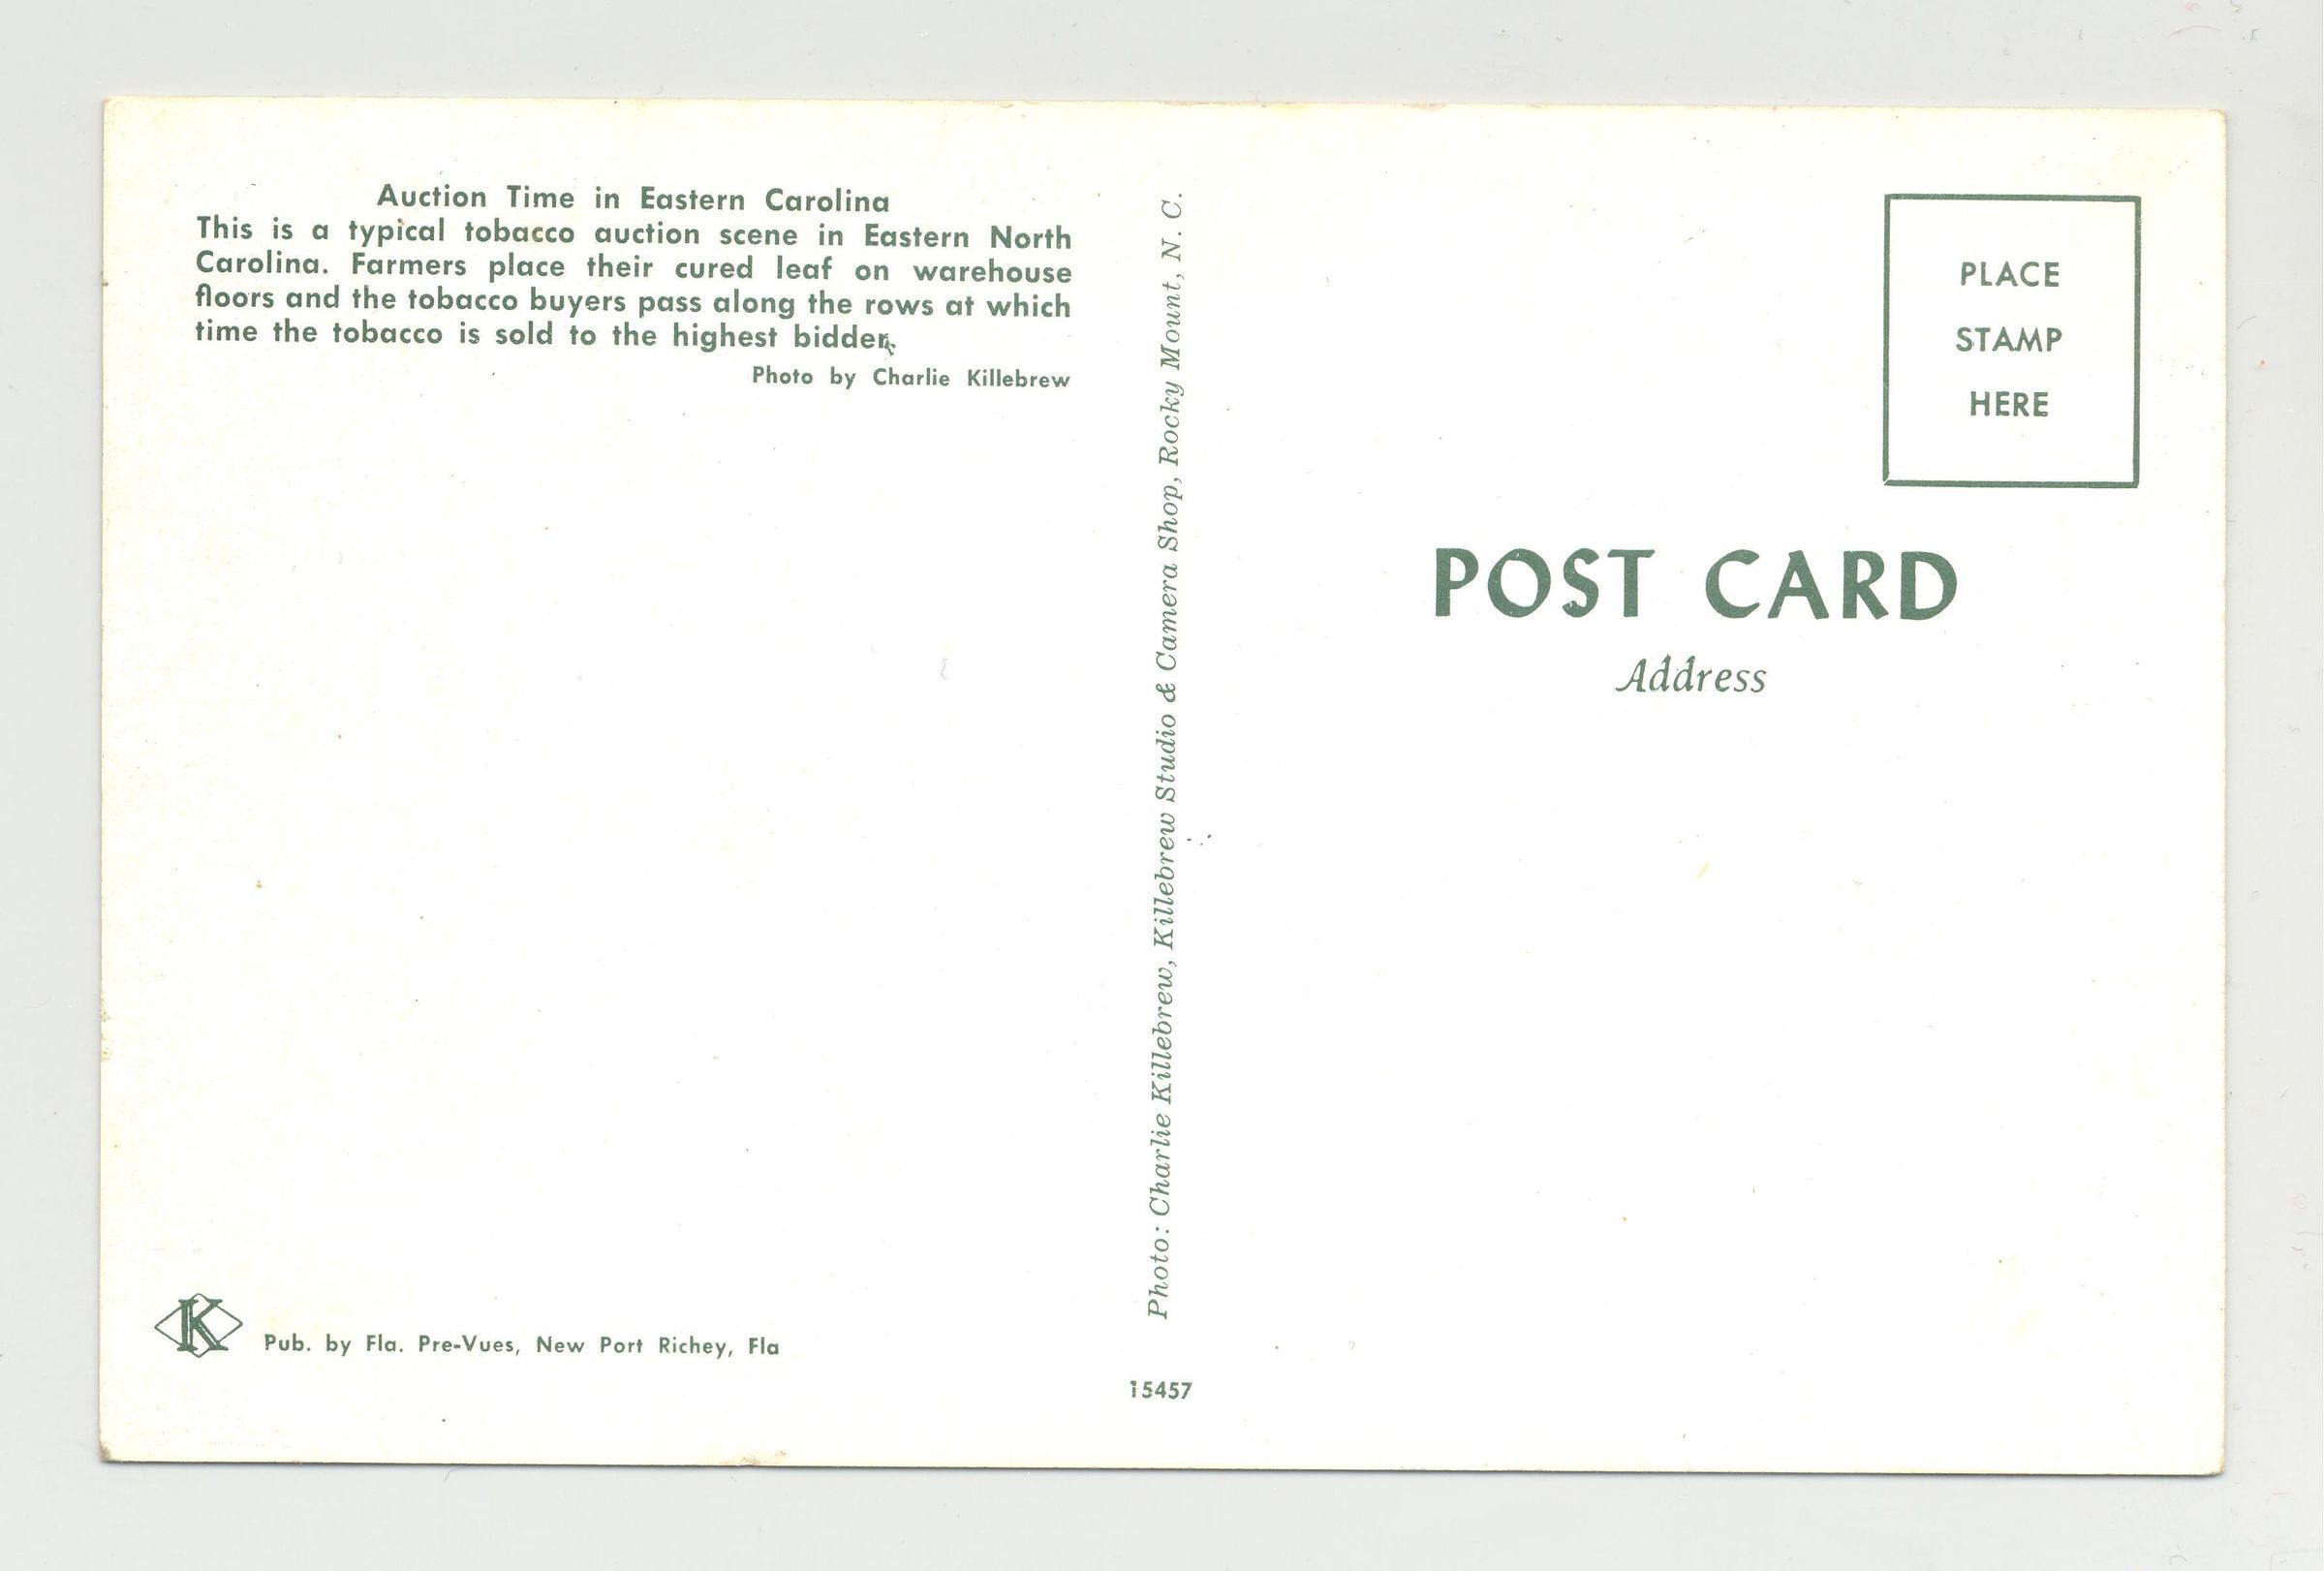 Auction Time in Eastern Carolina
This is a typical tobacco auction scene in Eastern North
Carolina. Farmers place their cured leaf on warehouse
floors and the tobacco buyers pass along the rows at which
time the tobacco is sold to the highest bidder.
Photo by Charlie Killebrew
K
Pub. by Fla. Pre-Vues, New Port Richey, Fla
Photo: Charlie Killebrew, Killebrew Studio & Camera Shop, Rocky Mount, N. C.
15457
PLACE
STAMP
HERE
POST CARD
Address